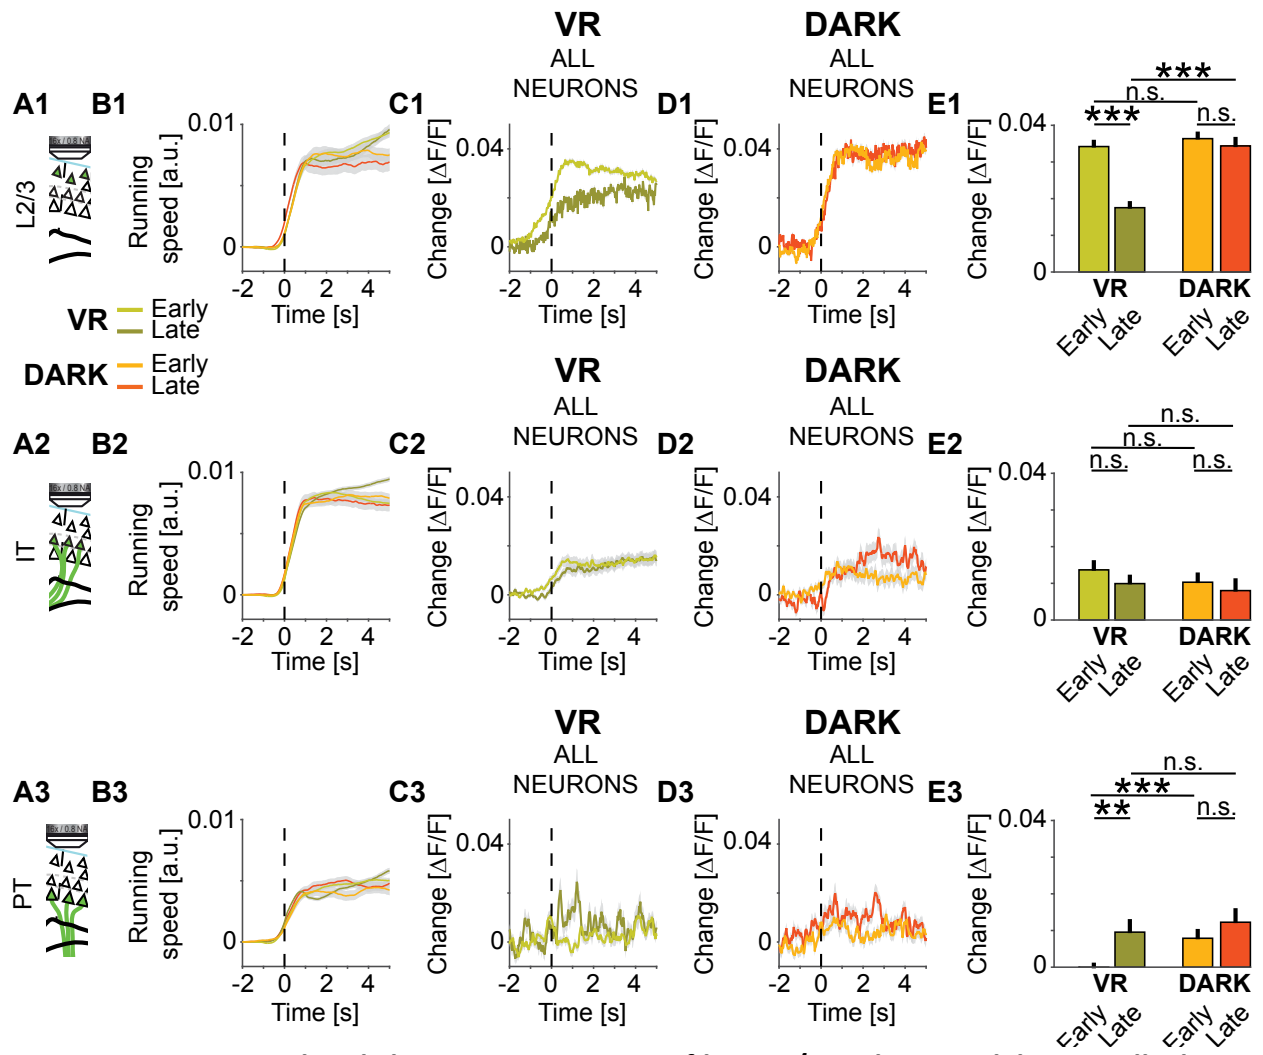 VR
ALL
NEURONS
DARK
ALL
NEURONS
A1
B1
C1
D1
E1
L2/3
Running
speed [a.u.]
0.01
0
-2 0 2 4
Time [s]
Change [ΔF/F]
0.04
0
-2 0 2 4
Time [s]
Change [ΔF/F]
0.04
0
-2 0 2 4
Time [s]
Change [ΔF/F]
0.04
0
***
n.s.
*** n.s.
VR DARK
Early Late Early Late
VR
Early
Late
DARK
Early
Late
VR
ALL
NEURONS
DARK
ALL
NEURONS
A2
B2
C2
D2
E2
IT
Running
speed [a.u.]
0.01
0
-2 0 2 4
Time [s]
Change [ΔF/F]
0.04
0
-2 0 2 4
Time [s]
Change [ΔF/F]
0.04
0
-2 0 2 4
Time [s]
Change [ΔF/F]
0.04
0
n.s.
n.s.
n.s. n.s.
VR DARK
Early Late Early Late
VR
ALL
NEURONS
DARK
ALL
NEURONS
A3
B3
C3
D3
E3
PT
Running
speed [a.u.]
0.01
0
-2 0 2 4
Time [s]
Change [ΔF/F]
0.04
0
-2 0 2 4
Time [s]
Change [ΔF/F]
0.04
0
-2 0 2 4
Time [s]
Change [ΔF/F]
0.04
0
n.s.
***
** n.s.
VR DARK
Early Late Early Late